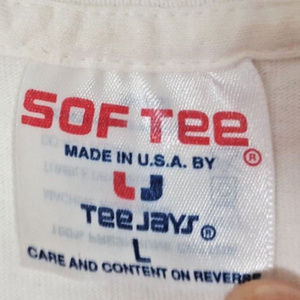 SOF TEE ®
MADE IN U.S.A. BY
TEE JAYS ®
L
CARE AND CONTENT ON REVERSE